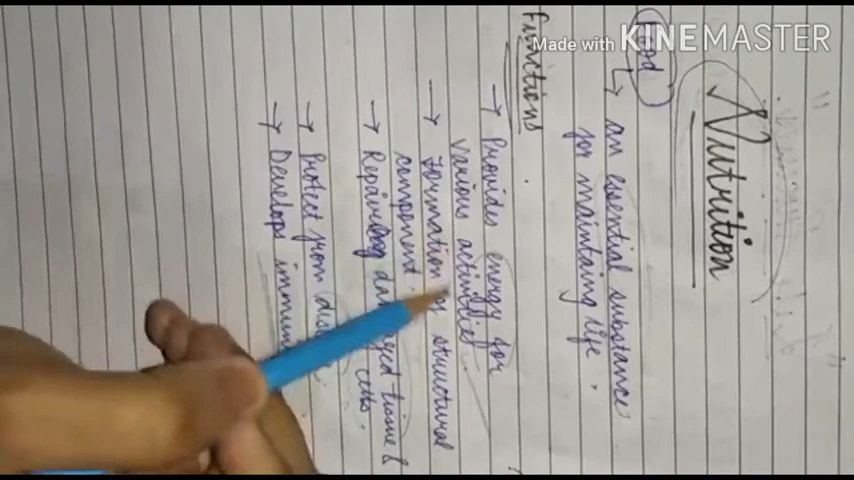 Made with KINEMASTER
Nutrition
Food
→ an essential substance
for maintaing life.
Functions
→ Provides energy for
various activities
→ Formation of structural
component.
→ Repairing damaged tissue &
cells.
→ Protect from
→ Develops